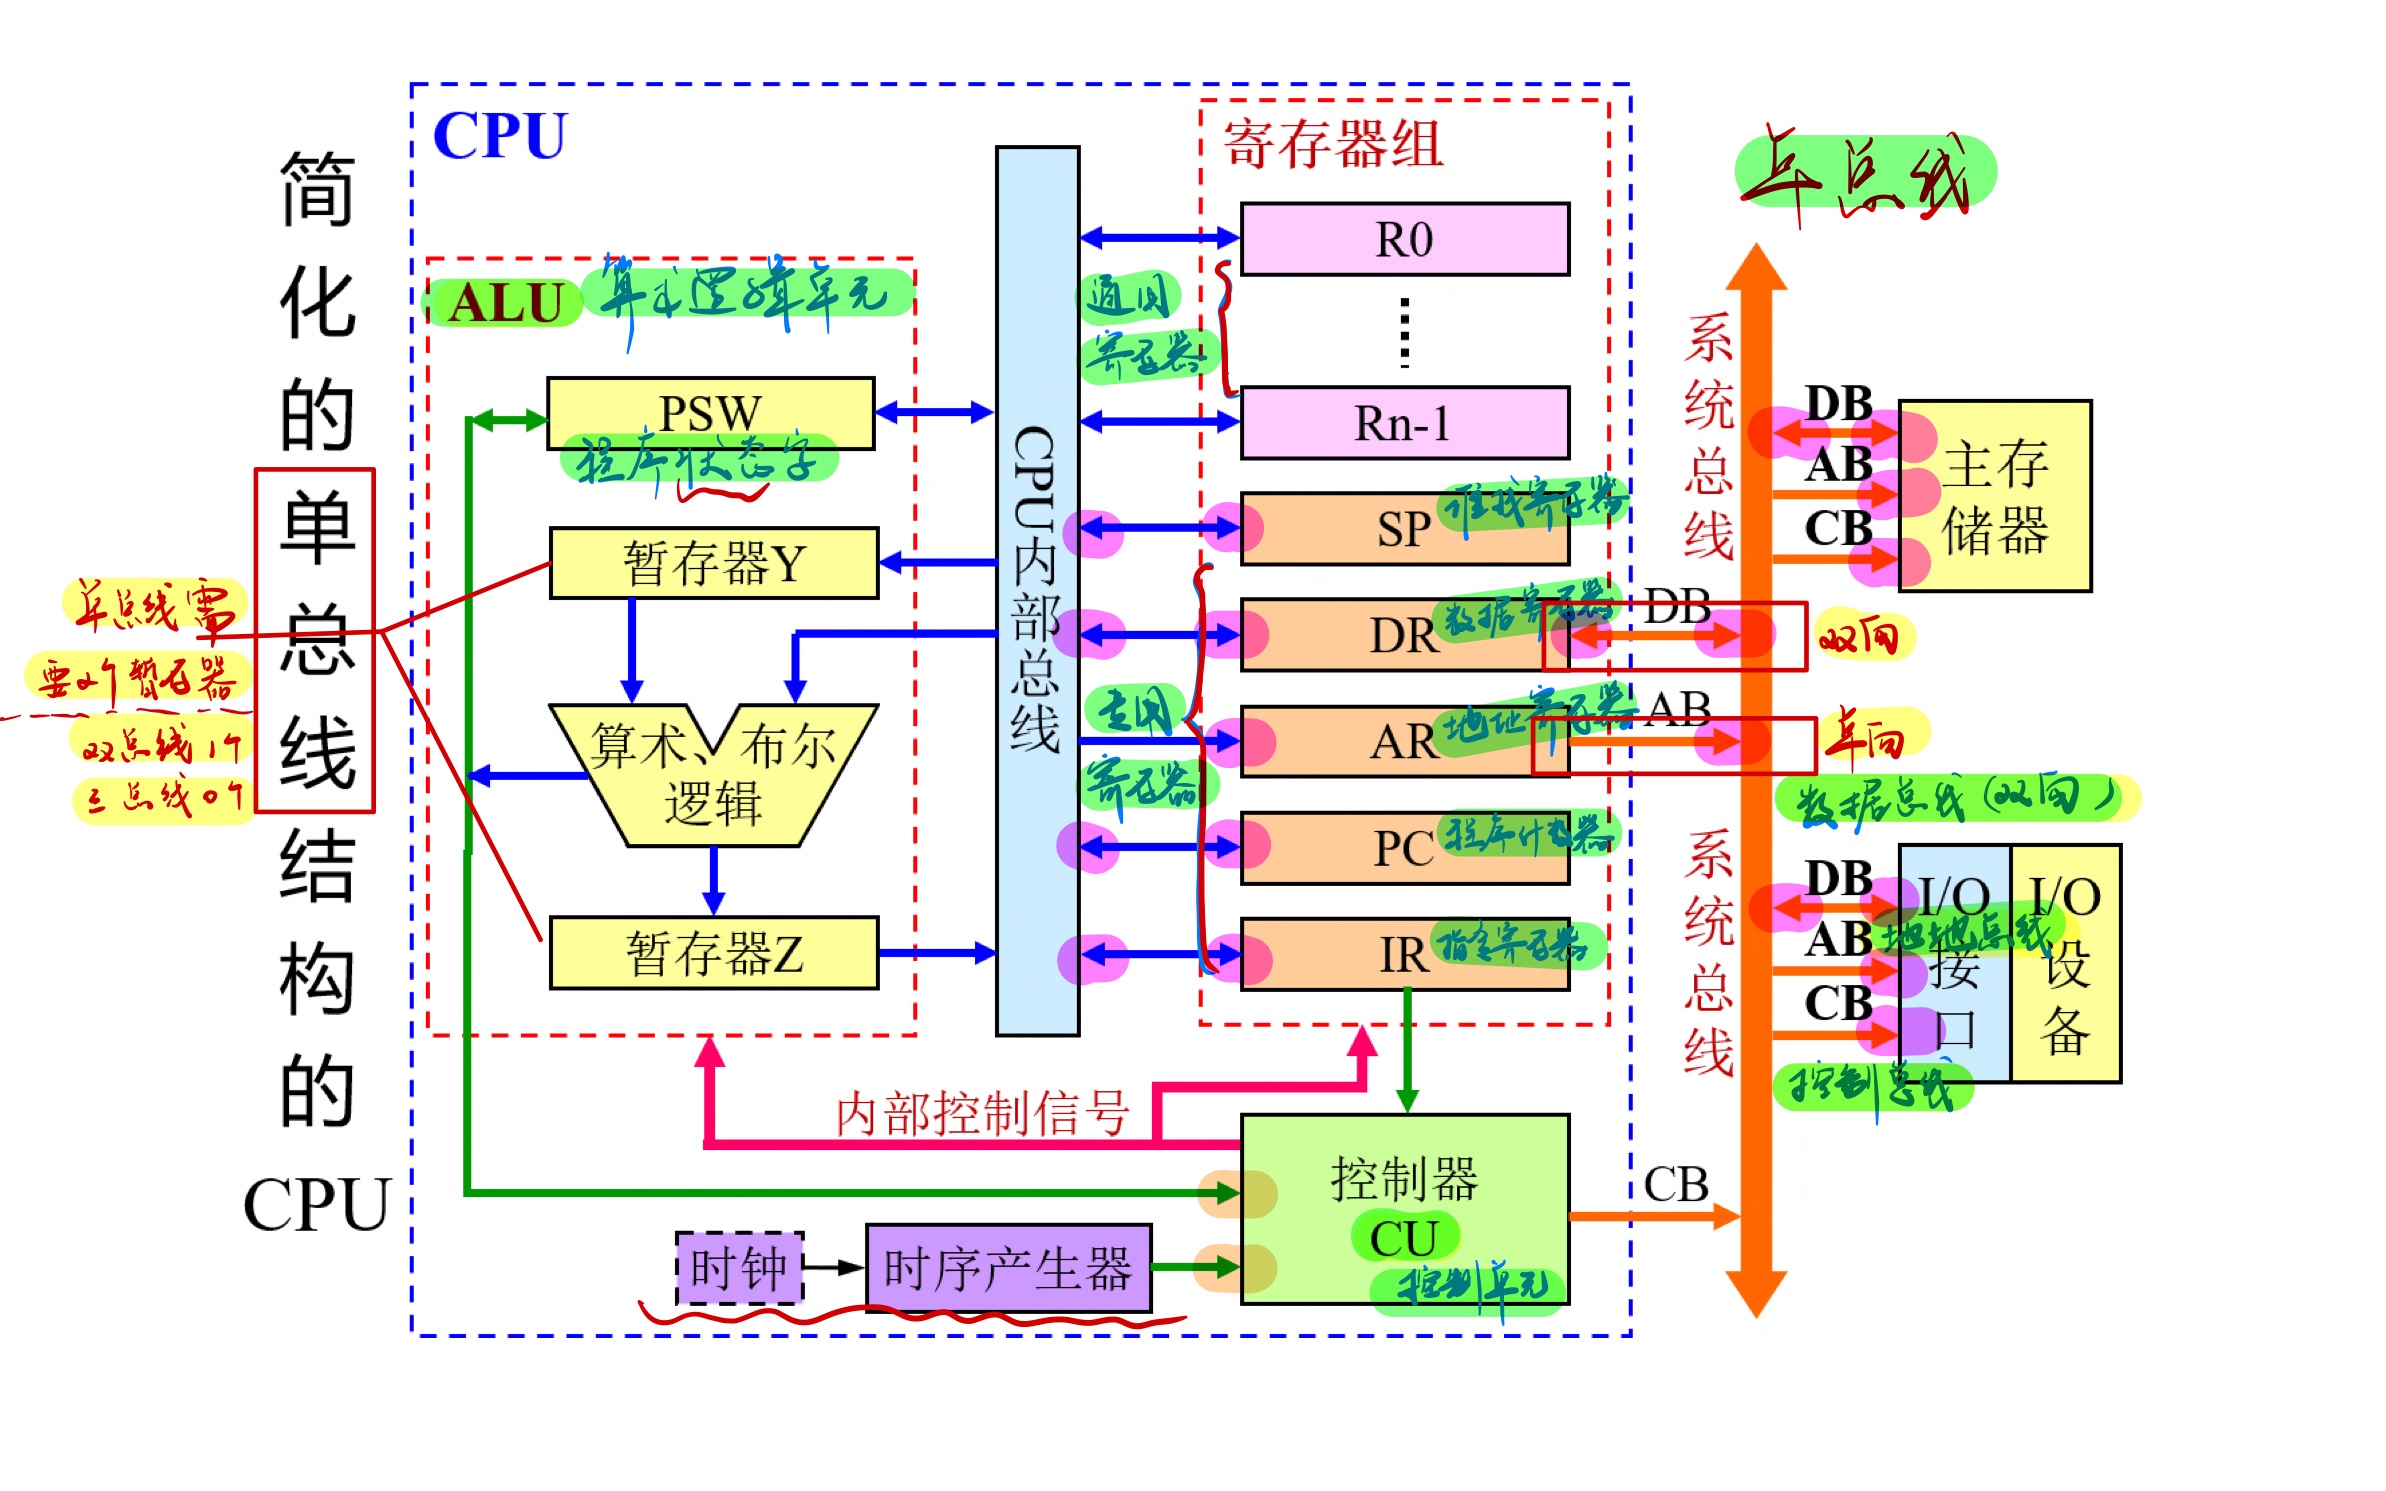 简化的单总线结构的CPU
单总线需
要2个暂存器
双总线1个
三总线0个
CPU
ALU 算术逻辑单元
PSW
程序状态字
暂存器Y
算术、布尔
逻辑
暂存器Z
CPU内部总线
寄存器组
R0
通用
寄存器
Rn-1
SP 堆栈寄存器
DR 数据寄存器
AR 地址寄存器
PC 程序计数器
IR 指令寄存器
专用
寄存器
内部控制信号
时钟
时序产生器
控制器
CU
控制单元
DB
双向
AB
单向
CB
单总线
系统总线
DB
AB
CB
主存
储器
数据总线(双向)
系统总线
DB
AB
CB
I/O
接
口
I/O
设
备
地址总线
控制总线